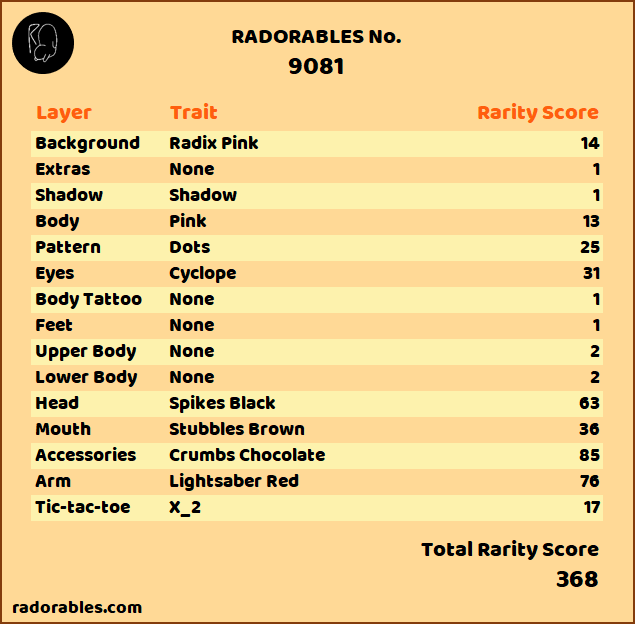 RADORABLES No.
9081
Layer Trait Rarity Score
Background Radix Pink 14
Extras None 1
Shadow Shadow 1
Body Pink 13
Pattern Dots 25
Eyes Cyclope 31
Body Tattoo None 1
Feet None 1
Upper Body None 2
Lower Body None 2
Head Spikes Black 63
Mouth Stubbles Brown 36
Accessories Crumbs Chocolate 85
Arm Lightsaber Red 76
Tic-tac-toe X_2 17
Total Rarity Score
368
radorables.com